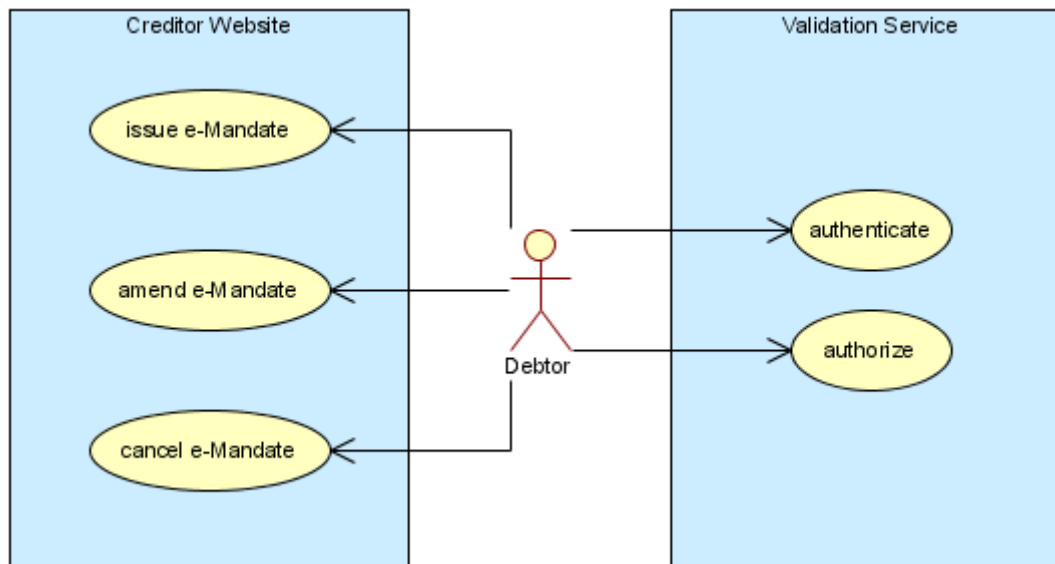 Creditor Website
Validation Service
issue e-Mandate
authenticate
amend e-Mandate
authorize
Debtor
cancel e-Mandate